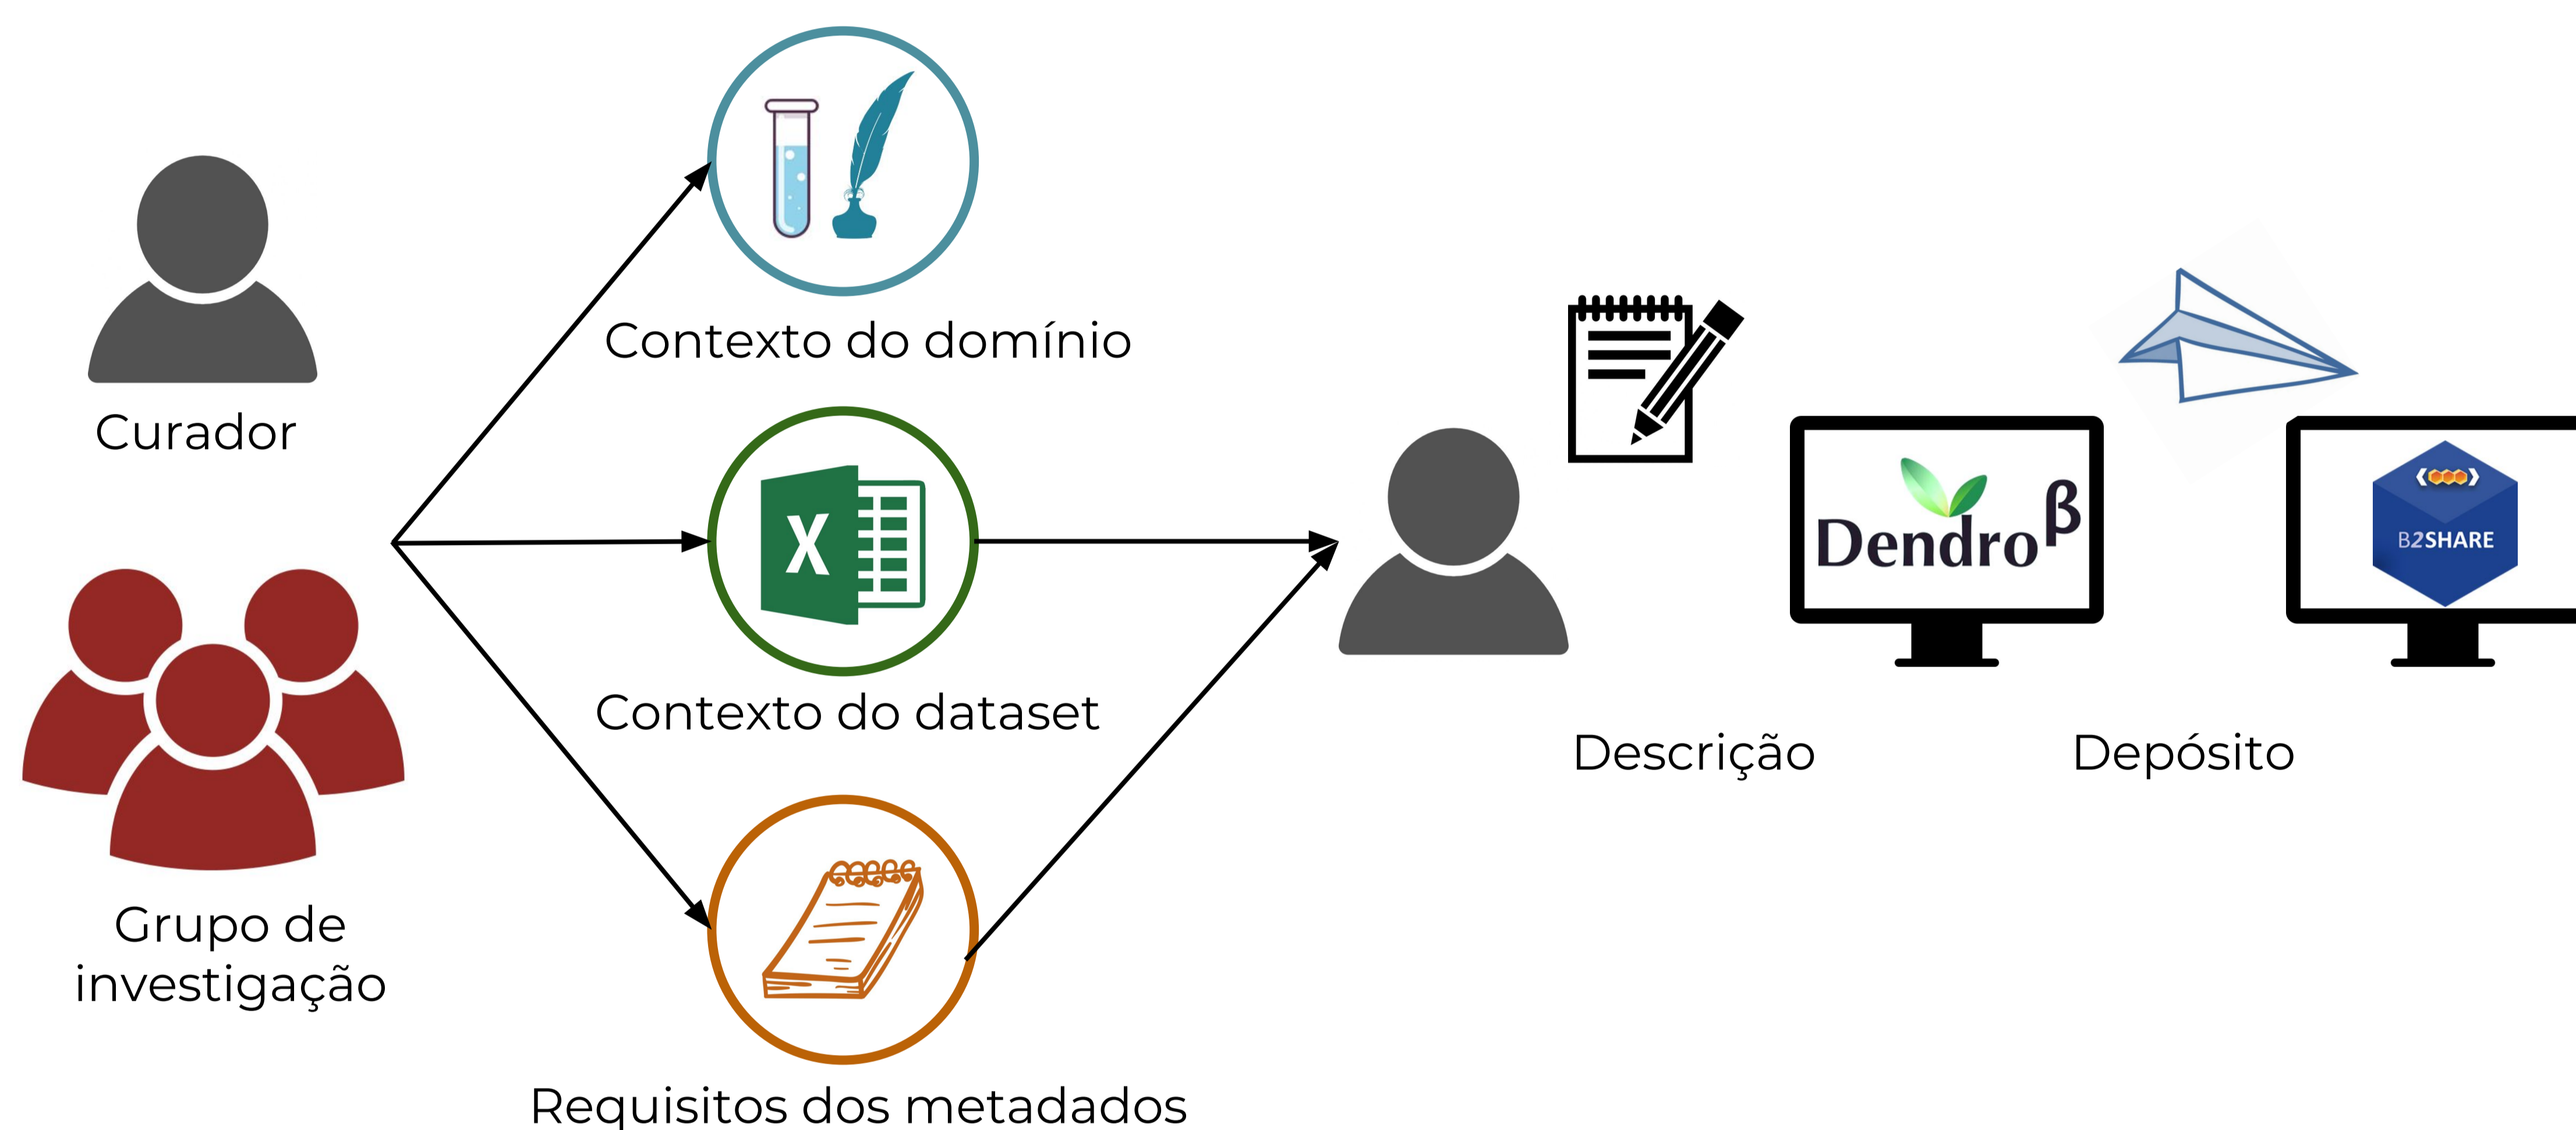 Curador
Grupo de
investigação
Contexto do domínio
X
Contexto do dataset
Requisitos dos metadados
Dendro β
B2SHARE
Descrição
Depósito